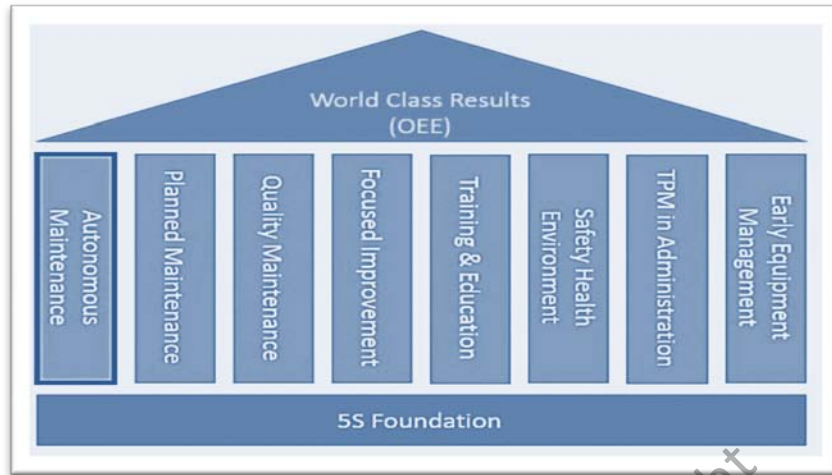 World Class Results
(OEE)
Autonomous
Maintenance
Planned Maintenance
Quality Maintenance
Focused Improvement
Training & Education
Safety Health
Environment
TPM in Administration
Early Equipment
Management
5S Foundation